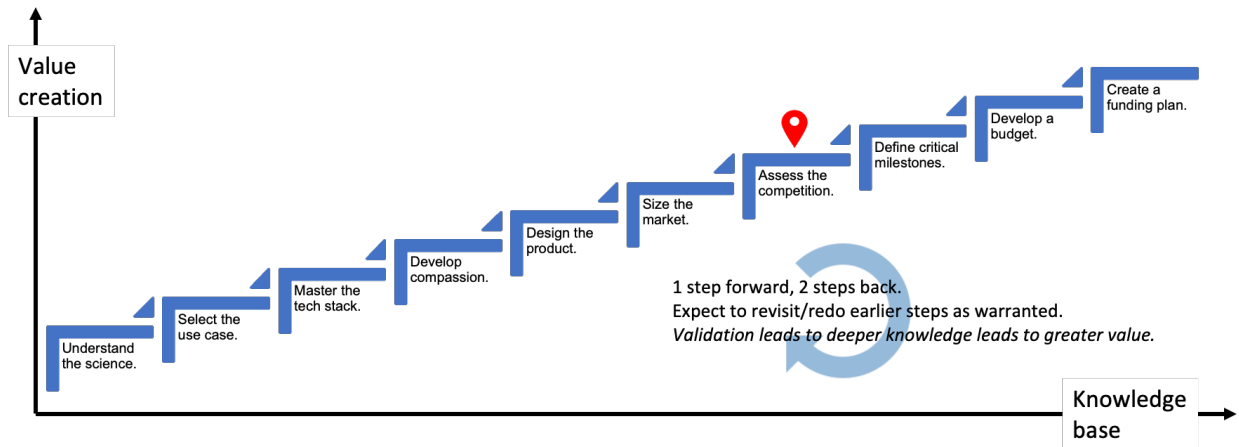 Value
creation
Understand
the science.
Select the
use case.
Master the
tech stack.
Develop
compassion.
Design the
product.
Size the
market.
Assess the
competition.
Define critical
milestones.
Develop a
budget.
Create a
funding plan.
1 step forward, 2 steps back.
Expect to revisit/redo earlier steps as warranted.
Validation leads to deeper knowledge leads to greater value.
Knowledge
base